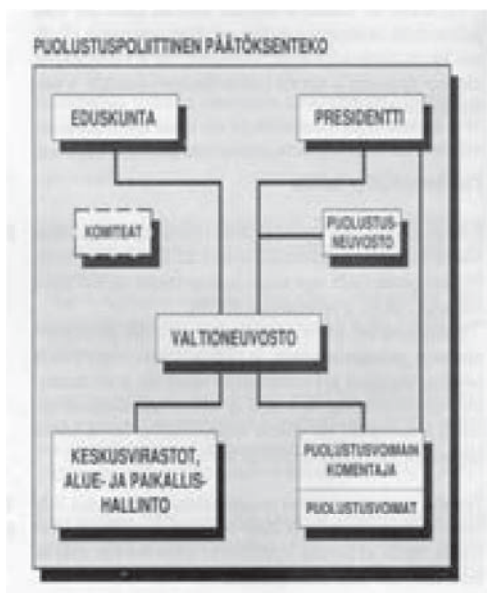 PUOLUSTUSPOLIITTINEN PÄÄTÖKSENTEKO
EDUSKUNTA
PRESIDENTTI
KOMITEAT
PUOLUSTUS-
NEUVOSTO
VALTIONEUVOSTO
KESKUSVIRASTOT,
ALUE- JA PAIKALLIS-
HALLINTO
PUOLUSTUSVOIMAIN
KOMENTAJA
PUOLUSTUSVOIMAT